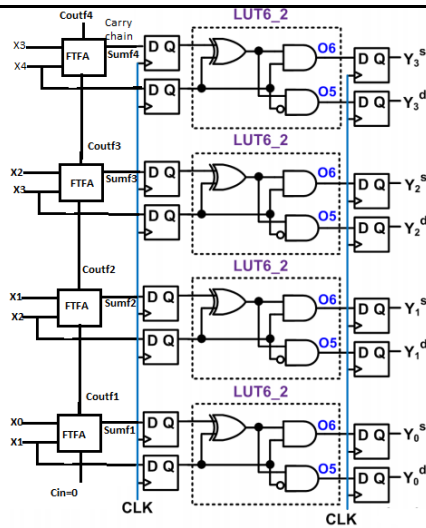 Coutf4
Carry chain
LUT6_2
X3
X4
FTFA
Sumf4
D Q
D Q
O6
O5
D Q
D Q
Y3s
Y3d
Coutf3
LUT6_2
X2
X3
FTFA
Sumf3
D Q
D Q
O6
O5
D Q
D Q
Y2s
Y2d
Coutf2
LUT6_2
X1
X2
FTFA
Sumf2
D Q
D Q
O6
O5
D Q
D Q
Y1s
Y1d
Coutf1
LUT6_2
X0
X1
FTFA
Sumf1
D Q
D Q
O6
O5
D Q
D Q
Y0s
Y0d
Cin=0
CLK
CLK